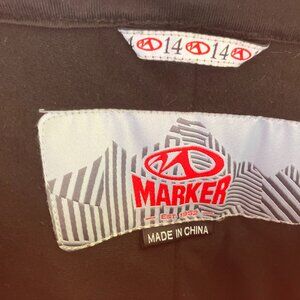 14 14
MARKER
EST. 1952
MADE IN CHINA